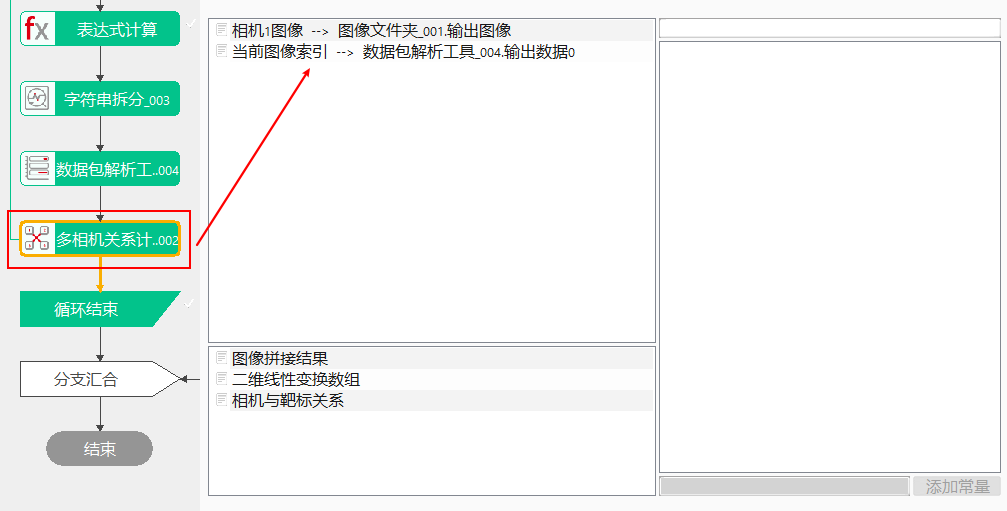 fx 表达式计算
字符串拆分_003
数据包解析工..004
多相机关系计..002
循环结束
分支汇合
结束
相机1图像 --> 图像文件夹_001.输出图像
当前图像索引 --> 数据包解析工具_004.输出数据0
图像拼接结果
二维线性变换数组
相机与靶标关系
添加常量